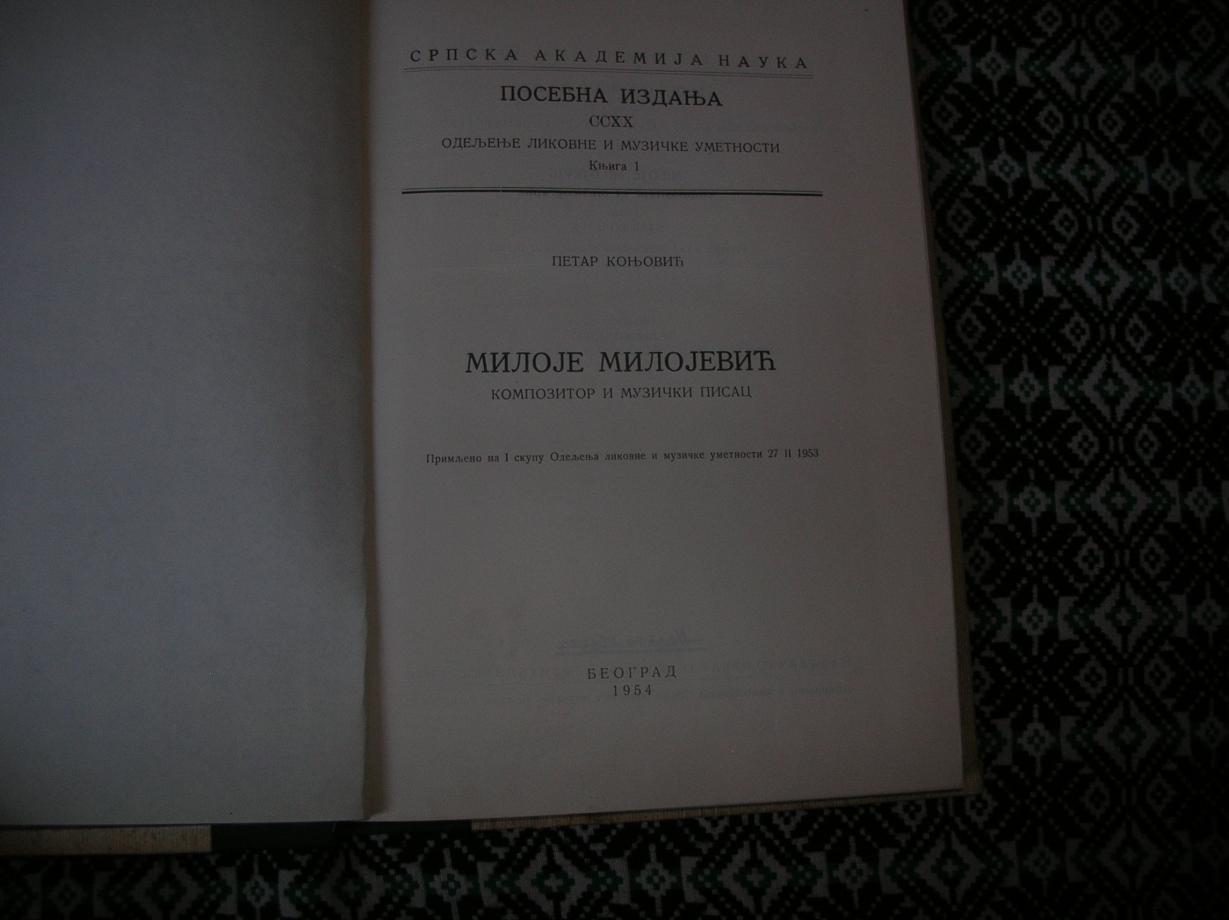 СРПСКА АКАДЕМИЈА НАУКА
ПОСЕБНА ИЗДАЊА
CCXX
ОДЕЉЕЊЕ ЛИКОВНЕ И МУЗИЧКЕ УМЕТНОСТИ
Књига 1
ПЕТАР КОЊОВИЋ
МИЛОЈЕ МИЛОЈЕВИЋ
КОМПОЗИТОР И МУЗИЧКИ ПИСАЦ
Примљено на I скупу Одељења ликовне и музичке уметности 27 II 1953
БЕОГРАД
1954